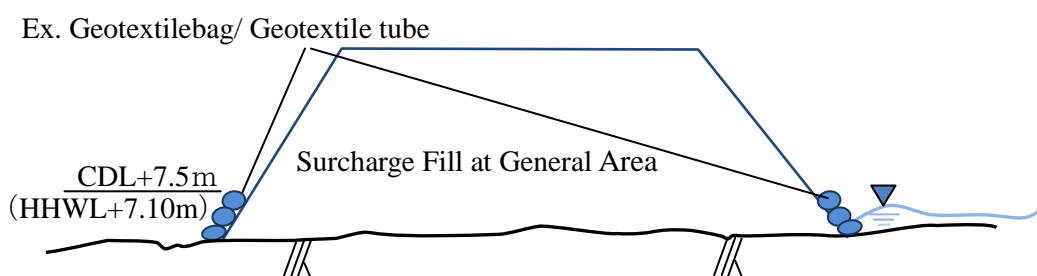 Ex. Geotextilebag/ Geotextile tube
Surcharge Fill at General Area
CDL+7.5ｍ
(HHWL+7.10m)